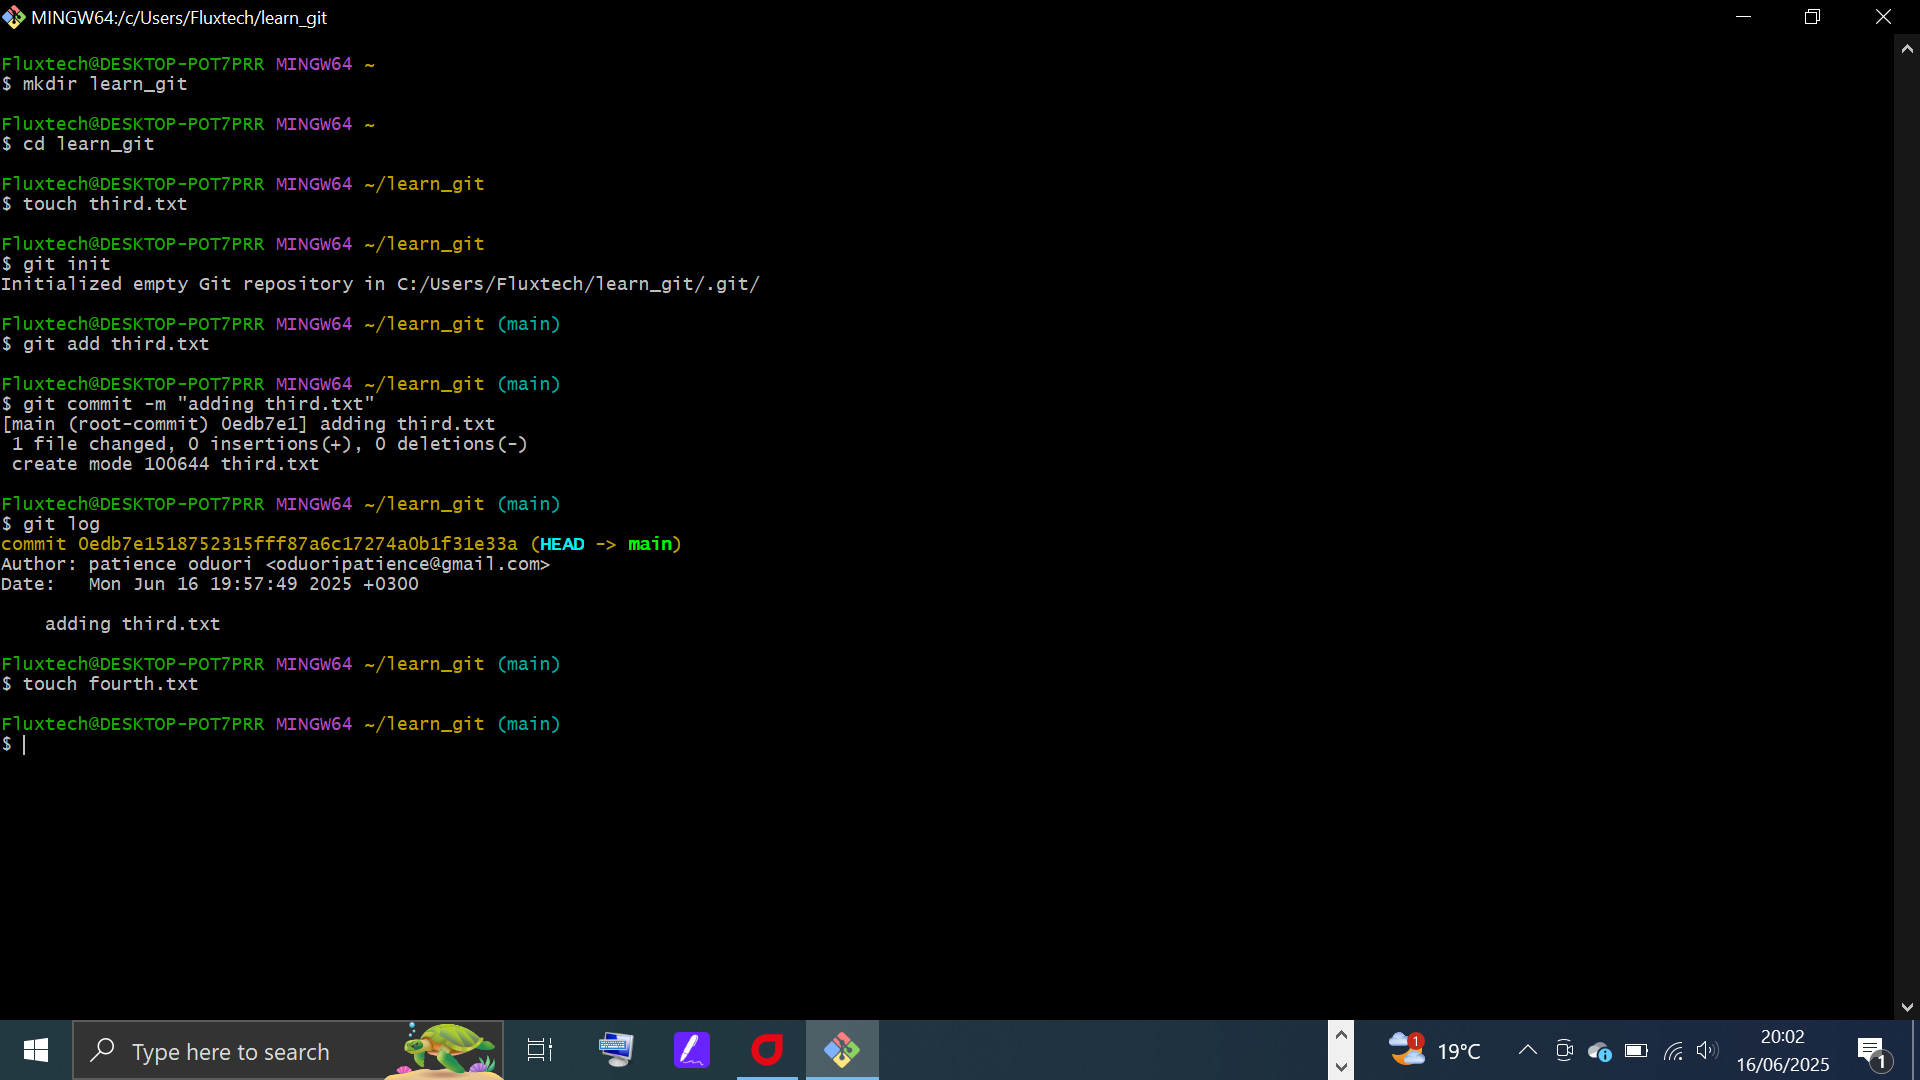 MINGW64:/c/Users/Fluxtech/learn_git
Fluxtech@DESKTOP-POT7PRR MINGW64 ~
$ mkdir learn_git
Fluxtech@DESKTOP-POT7PRR MINGW64 ~
$ cd learn_git
Fluxtech@DESKTOP-POT7PRR MINGW64 ~/learn_git
$ touch third.txt
Fluxtech@DESKTOP-POT7PRR MINGW64 ~/learn_git
$ git init
Initialized empty Git repository in C:/Users/Fluxtech/learn_git/.git/
Fluxtech@DESKTOP-POT7PRR MINGW64 ~/learn_git (main)
$ git add third.txt
Fluxtech@DESKTOP-POT7PRR MINGW64 ~/learn_git (main)
$ git commit -m "adding third.txt"
[main (root-commit) 0edb7e1] adding third.txt
 1 file changed, 0 insertions(+), 0 deletions(-)
 create mode 100644 third.txt
Fluxtech@DESKTOP-POT7PRR MINGW64 ~/learn_git (main)
$ git log
commit 0edb7e1518752315fff87a6c17274a0b1f31e33a (HEAD -> main)
Author: patience oduori <oduoripatience@gmail.com>
Date:   Mon Jun 16 19:57:49 2025 +0300
    adding third.txt
Fluxtech@DESKTOP-POT7PRR MINGW64 ~/learn_git (main)
$ touch fourth.txt
Fluxtech@DESKTOP-POT7PRR MINGW64 ~/learn_git (main)
$
Type here to search
1
19°C
20:02
16/06/2025
1